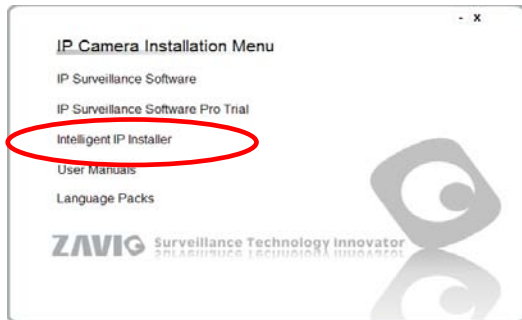 - x
IP Camera Installation Menu
IP Surveillance Software
IP Surveillance Software Pro Trial
Intelligent IP Installer
User Manuals
Language Packs
ZAVIO Surveillance Technology Innovator